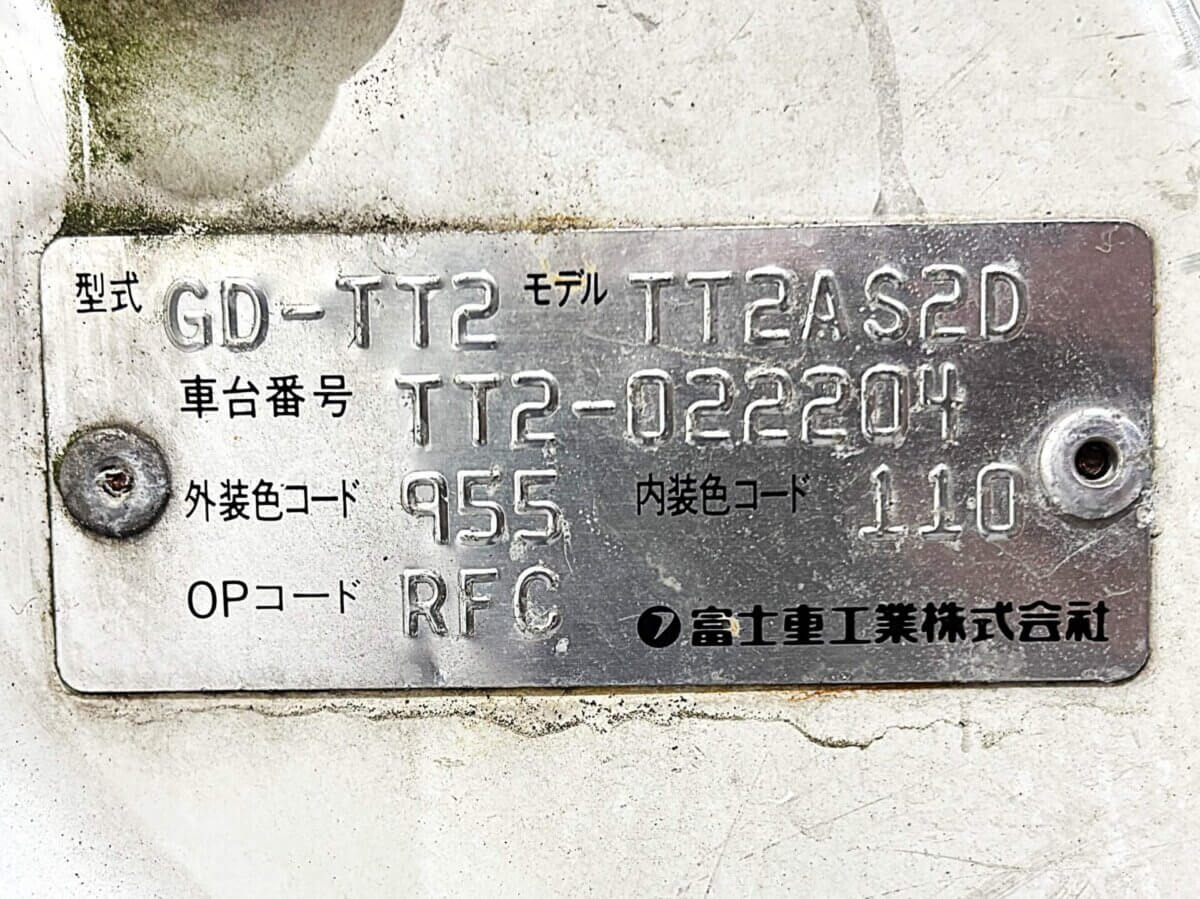 型式 GD-TT2 モデル TT2AS2D
車台番号 TT2-022204
外装色コード 955 内装色コード 110
OPコード RFC
富士重工業株式会社